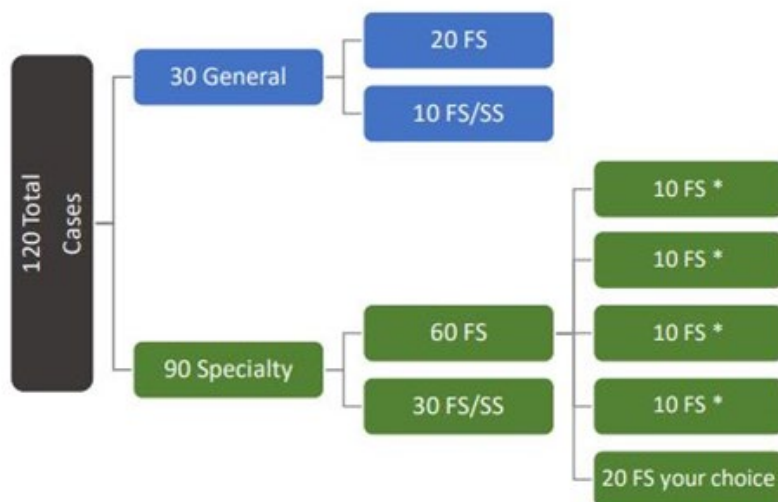 120 Total
Cases
30 General
20 FS
10 FS/SS
90 Specialty
60 FS
30 FS/SS
10 FS *
10 FS *
10 FS *
10 FS *
20 FS your choice